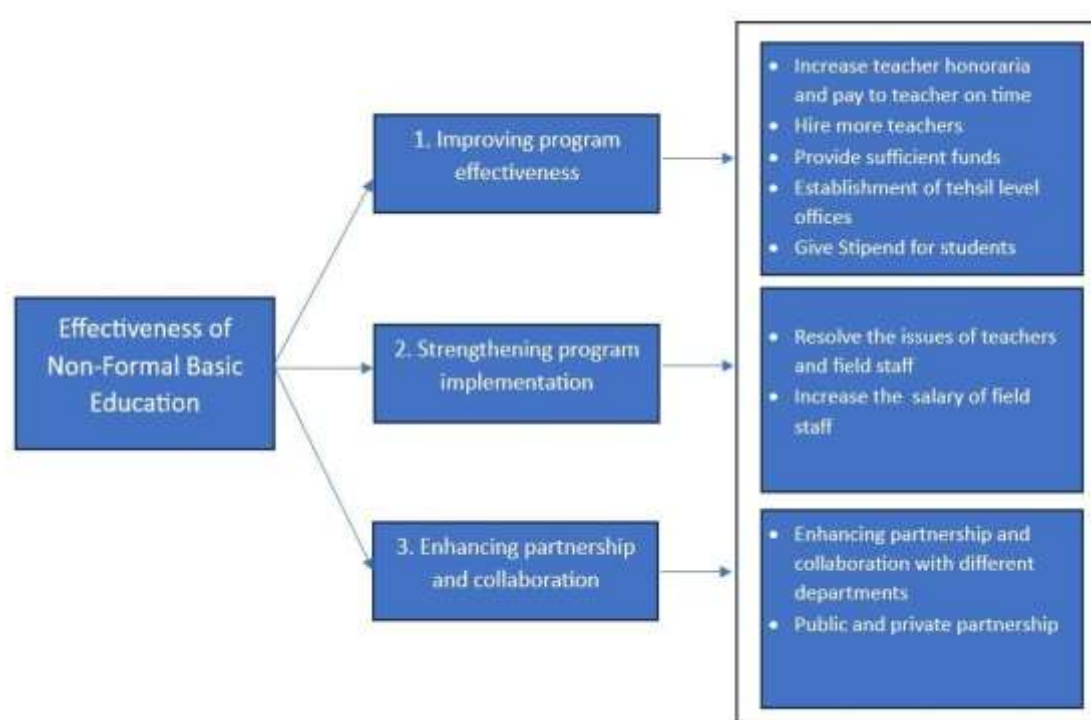 Effectiveness of
Non-Formal Basic
Education
1. Improving program
effectiveness
• Increase teacher honoraria
and pay to teacher on time
• Hire more teachers
• Provide sufficient funds
• Establishment of tehsil level
offices
• Give Stipend for students
2. Strengthening program
implementation
• Resolve the issues of teachers
and field staff
• Increase the salary of field
staff
3. Enhancing partnership
and collaboration
• Enhancing partnership and
collaboration with different
departments
• Public and private partnership